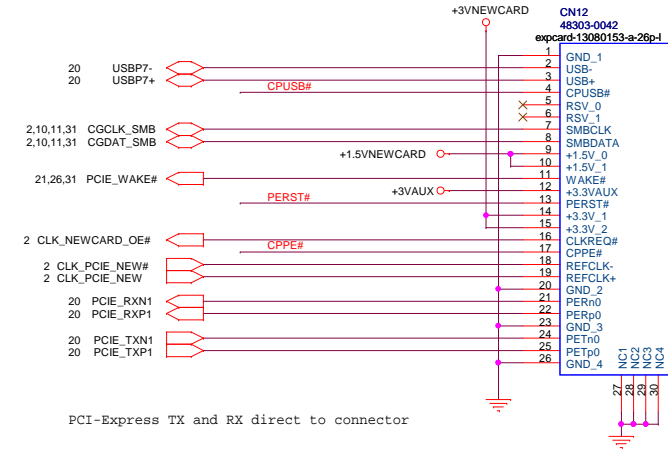 +3VNEWCARD
CN12
48303-0042
expcard-13080153-a-26p-l
1 GND_1
20 USBP7- 2 USB-
20 USBP7+ 3 USB+
CPUSB# 4 CPUSB#
5 RSV_0
6 RSV_1
2,10,11,31 CGCLK_SMB 7 SMBCLK
2,10,11,31 CGDAT_SMB 8 SMBDATA
+1.5VNEWCARD 9 +1.5V_0
10 +1.5V_1
21,26,31 PCIE_WAKE# 11 WAKE#
+3VAUX 12 +3.3VAUX
PERST# 13 PERST#
14 +3.3V_1
15 +3.3V_2
2 CLK_NEWCARD_OE# 16 CLKREQ#
CPPE# 17 CPPE#
2 CLK_PCIE_NEW# 18 REFCLK-
2 CLK_PCIE_NEW 19 REFCLK+
20 GND_2
20 PCIE_RXN1 21 PERn0
20 PCIE_RXP1 22 PERp0
23 GND_3
20 PCIE_TXN1 24 PETn0
20 PCIE_TXP1 25 PETp0
26 GND_4
NC1 NC2 NC3 NC4
27 28 29 30
PCI-Express TX and RX direct to connector